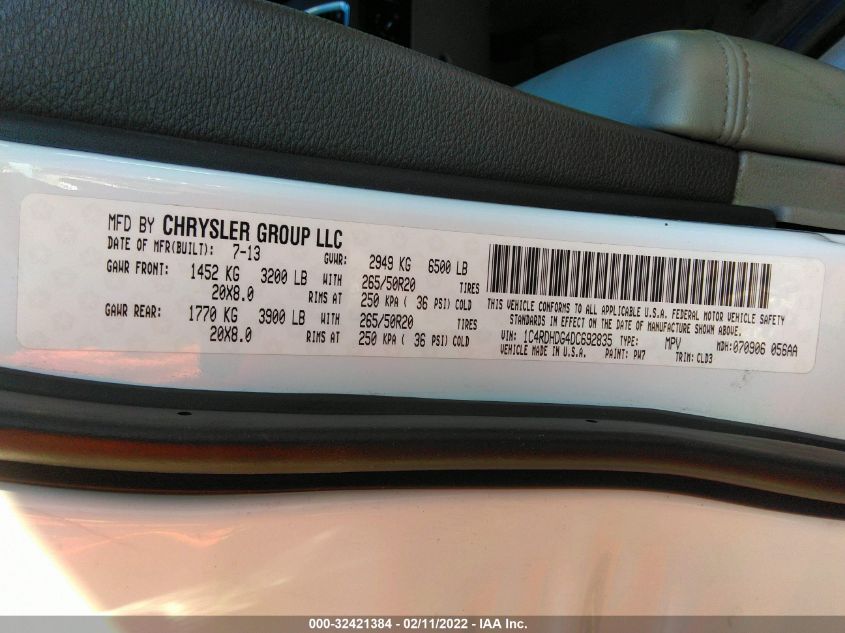 MFD BY CHRYSLER GROUP LLC
DATE OF MFR(BUILT): 7-13 GVWR: 2949 KG 6500 LB
GAWR FRONT: 1452 KG 3200 LB WITH 265/50R20 TIRES
20X8.0 RIMS AT 250 KPA ( 36 PSI) COLD
GAWR REAR: 1770 KG 3900 LB WITH 265/50R20 TIRES
20X8.0 RIMS AT 250 KPA ( 36 PSI) COLD
THIS VEHICLE CONFORMS TO ALL APPLICABLE U.S.A. FEDERAL MOTOR VEHICLE SAFETY
STANDARDS IN EFFECT ON THE DATE OF MANUFACTURE SHOWN ABOVE.
VIN: 1C4RDHDG4DC692835 TYPE: MPV MDH:070906 056AA
VEHICLE MADE IN U.S.A. PAINT: PW7 TRIM: CLD3
000-32421384 - 02/11/2022 - IAA Inc.